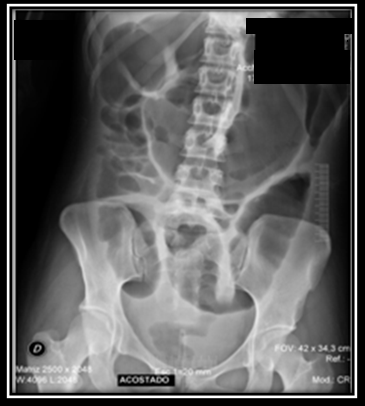 D
FOV: 42 x 34.3 cm
Ref.: -
Matriz 2500 x 2048
W:4096 L:2048
ACOSTADO
Mod.: CR